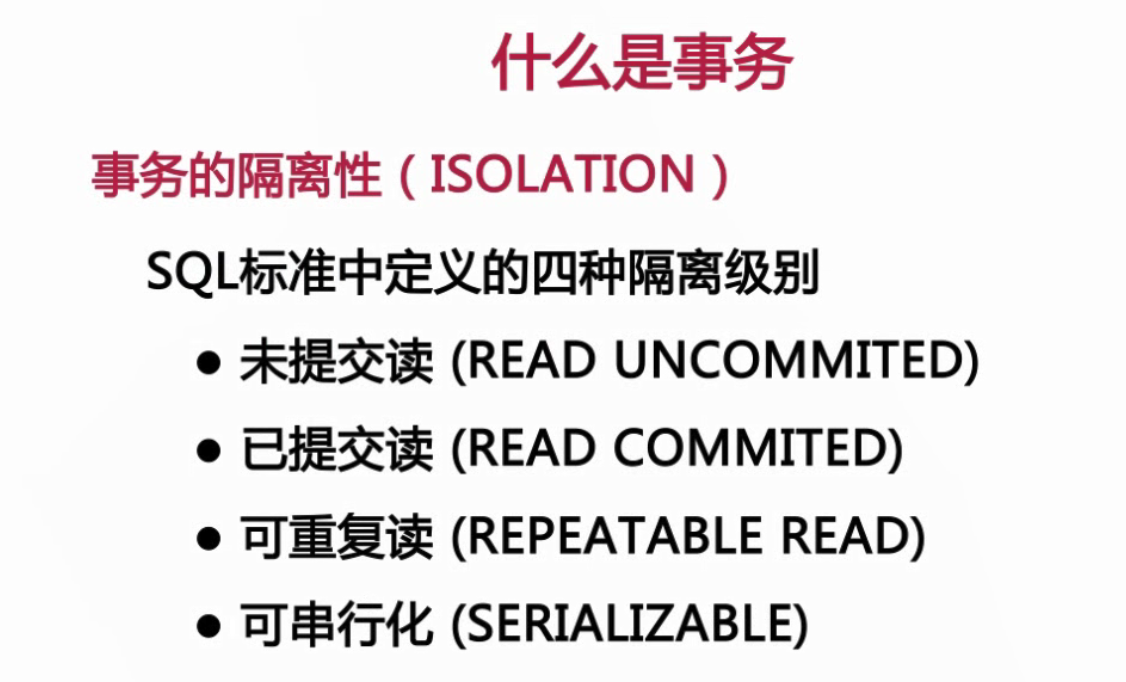 什么是事务
事务的隔离性（ISOLATION）
SQL标准中定义的四种隔离级别
● 未提交读 (READ UNCOMMITED)
● 已提交读 (READ COMMITED)
● 可重复读 (REPEATABLE READ)
● 可串行化 (SERIALIZABLE)